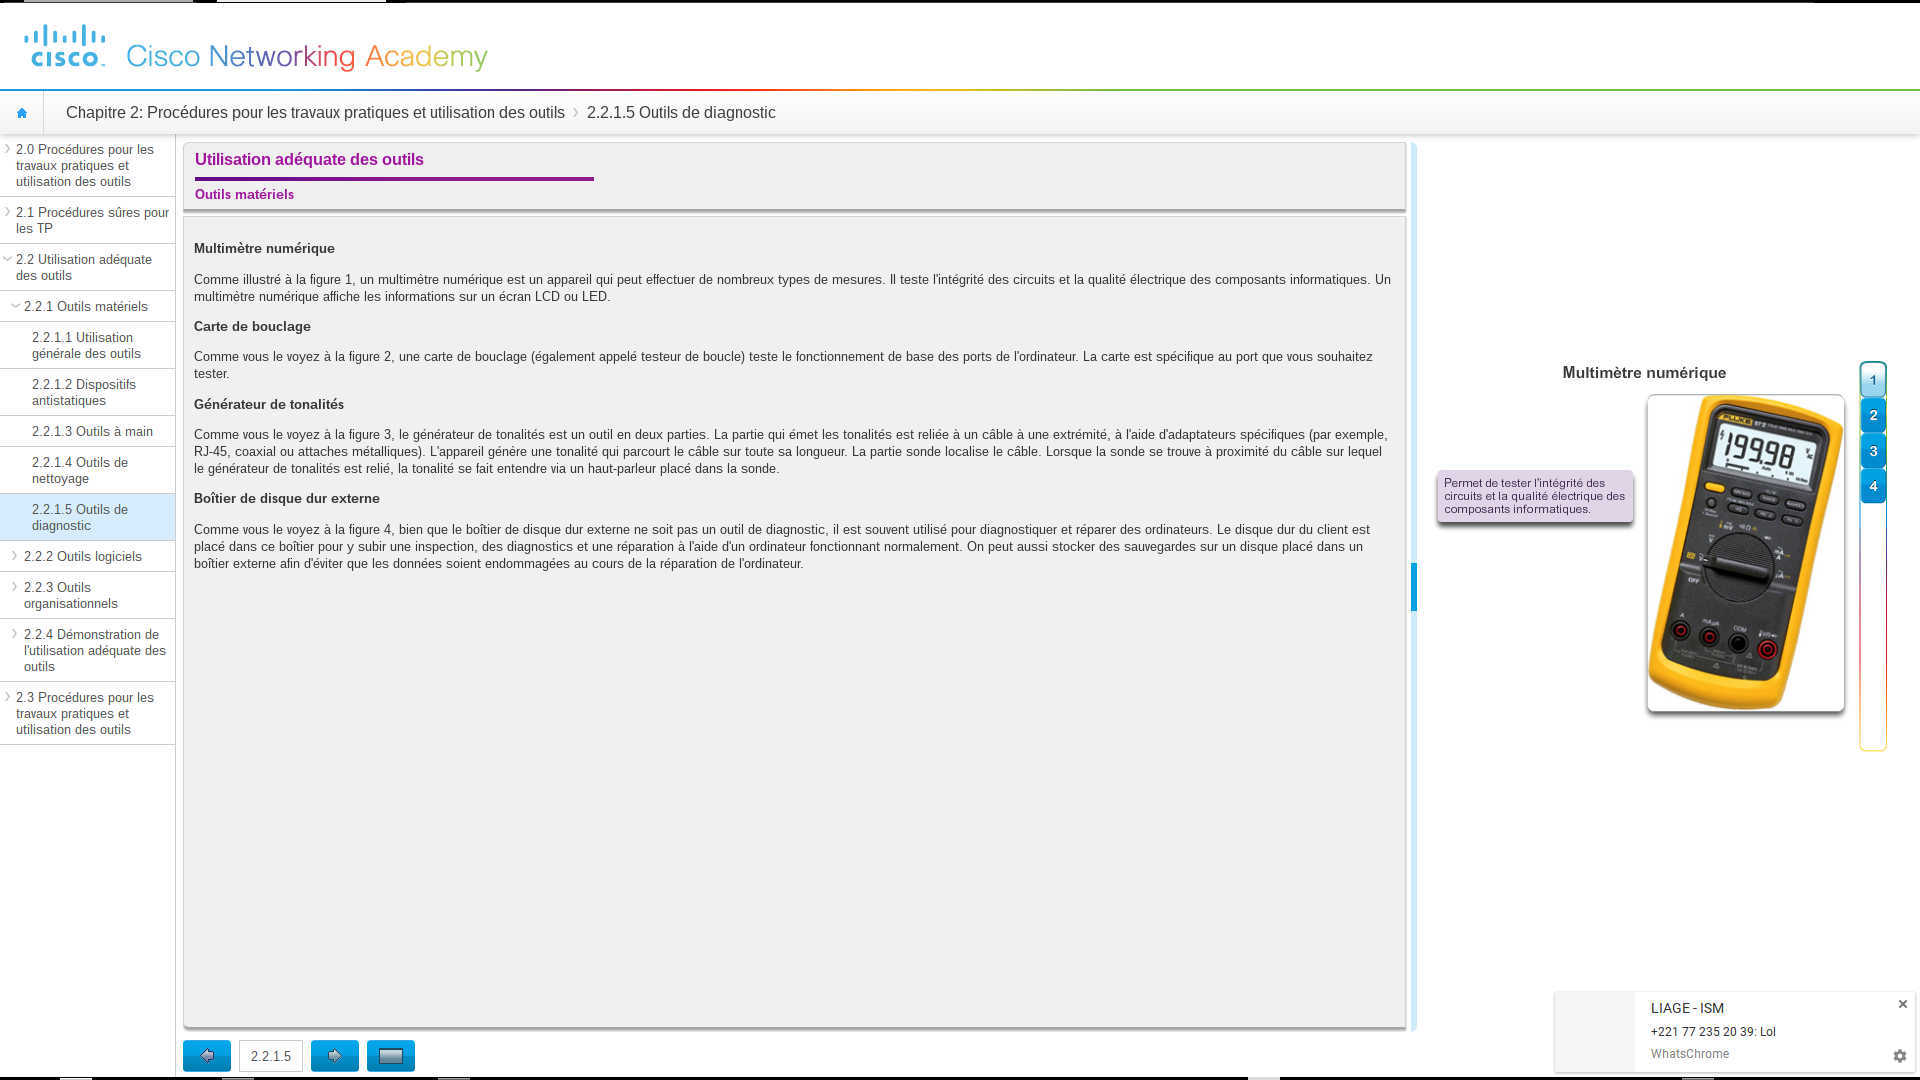 cisco
Cisco Networking Academy
Chapitre 2: Procédures pour les travaux pratiques et utilisation des outils
2.2.1.5 Outils de diagnostic
2.0 Procédures pour les
travaux pratiques et
utilisation des outils
2.1 Procédures sûres pour
les TP
2.2 Utilisation adéquate
des outils
2.2.1 Outils matériels
2.2.1.1 Utilisation
générale des outils
2.2.1.2 Dispositifs
antistatiques
2.2.1.3 Outils à main
2.2.1.4 Outils de
nettoyage
2.2.1.5 Outils de
diagnostic
2.2.2 Outils logiciels
2.2.3 Outils
organisationnels
2.2.4 Démonstration de
l'utilisation adéquate des
outils
2.3 Procédures pour les
travaux pratiques et
utilisation des outils
Utilisation adéquate des outils
Outils matériels
Multimètre numérique
Comme illustré à la figure 1, un multimètre numérique est un appareil qui peut effectuer de nombreux types de mesures. Il teste l'intégrité des circuits et la qualité électrique des composants informatiques. Un
multimètre numérique affiche les informations sur un écran LCD ou LED.
Carte de bouclage
Comme vous le voyez à la figure 2, une carte de bouclage (également appelé testeur de boucle) teste le fonctionnement de base des ports de l'ordinateur. La carte est spécifique au port que vous souhaitez
tester.
Générateur de tonalités
Comme vous le voyez à la figure 3, le générateur de tonalités est un outil en deux parties. La partie qui émet les tonalités est reliée à un câble à une extrémité, à l'aide d'adaptateurs spécifiques (par exemple,
RJ-45, coaxial ou attaches métalliques). L'appareil génère une tonalité qui parcourt le câble sur toute sa longueur. La partie sonde localise le câble. Lorsque la sonde se trouve à proximité du câble sur lequel
le générateur de tonalités est relié, la tonalité se fait entendre via un haut-parleur placé dans la sonde.
Boîtier de disque dur externe
Comme vous le voyez à la figure 4, bien que le boîtier de disque dur externe ne soit pas un outil de diagnostic, il est souvent utilisé pour diagnostiquer et réparer des ordinateurs. Le disque dur du client est
placé dans ce boîtier pour y subir une inspection, des diagnostics et une réparation à l'aide d'un ordinateur fonctionnant normalement. On peut aussi stocker des sauvegardes sur un disque placé dans un
boîtier externe afin d'éviter que les données soient endommagées au cours de la réparation de l'ordinateur.
2.2.1.5
Multimètre numérique
Permet de tester l'intégrité des
circuits et la qualité électrique des
composants informatiques.
FLUKE
199.98
OFF
A
COM
1
2
3
4
LIAGE - ISM
+221 77 235 20 39: Lol
WhatsChrome